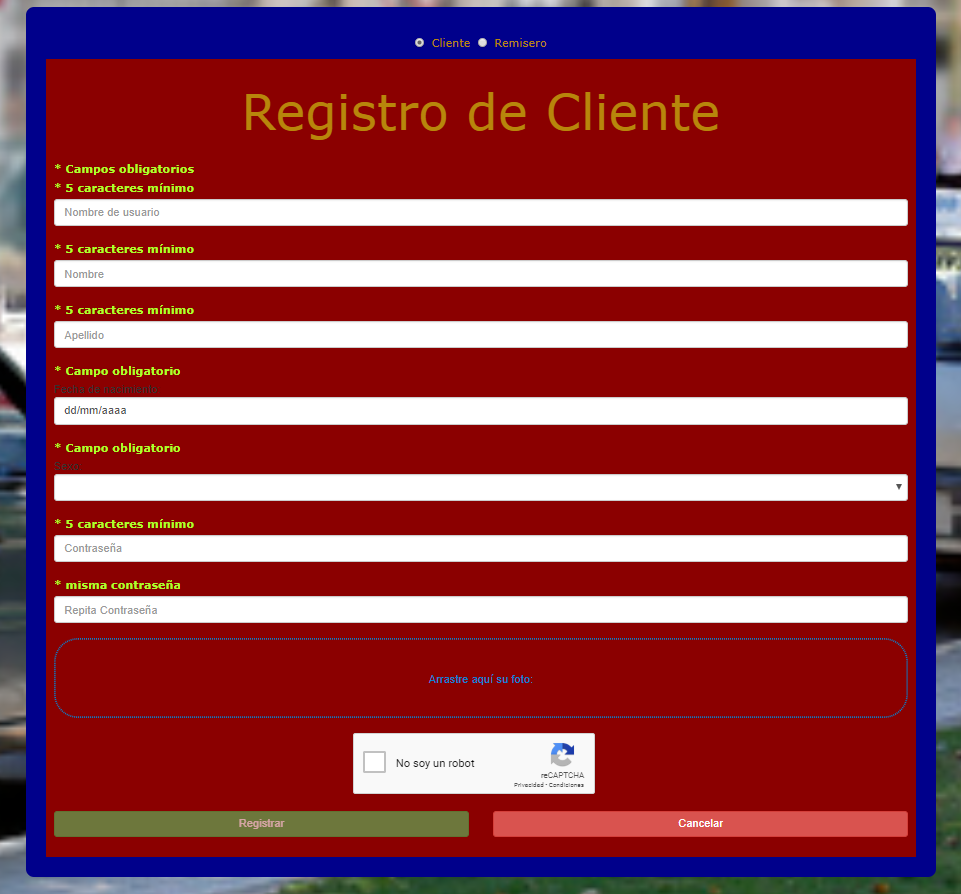 Cliente Remisero
Registro de Cliente
* Campos obligatorios
* 5 caracteres mínimo
Nombre de usuario
* 5 caracteres mínimo
Nombre
* 5 caracteres mínimo
Apellido
* Campo obligatorio
Fecha de nacimiento
dd/mm/aaaa
* Campo obligatorio
Sexo
* 5 caracteres mínimo
Contraseña
* misma contraseña
Repita Contraseña
Arrastre aquí su foto:
No soy un robot
reCAPTCHA
Privacidad - Condiciones
Registrar Cancelar